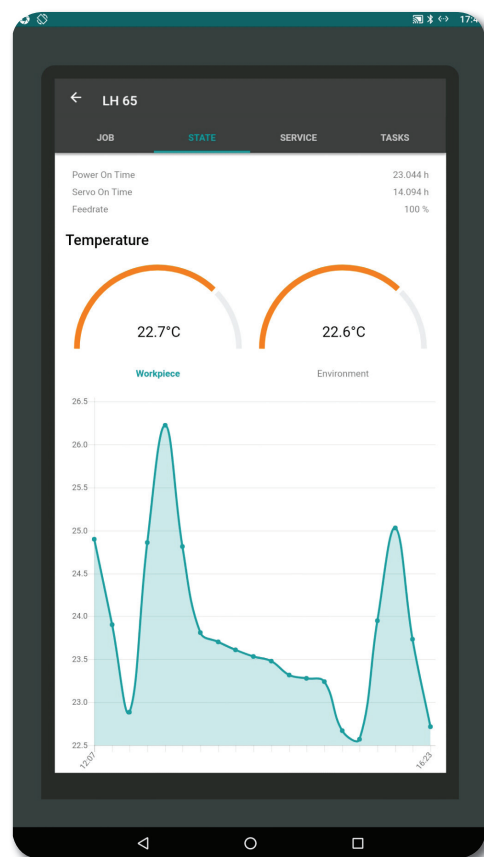 17:4
LH 65
JOB STATE SERVICE TASKS
Power On Time 23.044 h
Servo On Time 14.094 h
Feedrate 100 %
Temperature
22.7°C 22.6°C
Workpiece Environment
26.5
26.0
25.5
25.0
24.5
24.0
23.5
23.0
22.5
12:07 16:23